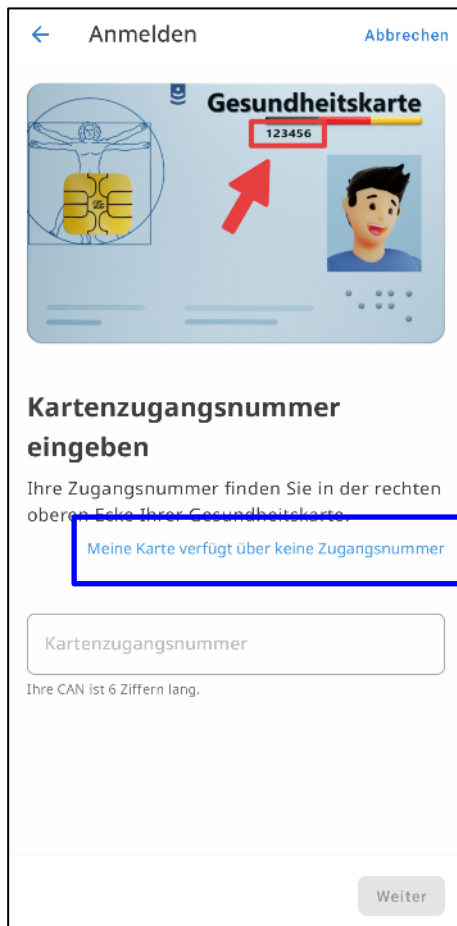 Anmelden
Abbrechen
Gesundheitskarte
123456
Kartenzugangsnummer
eingeben
Ihre Zugangsnummer finden Sie in der rechten
oberen Ecke Ihrer Gesundheitskarte.
Meine Karte verfügt über keine Zugangsnummer
Kartenzugangsnummer
Ihre CAN ist 6 Ziffern lang.
Weiter